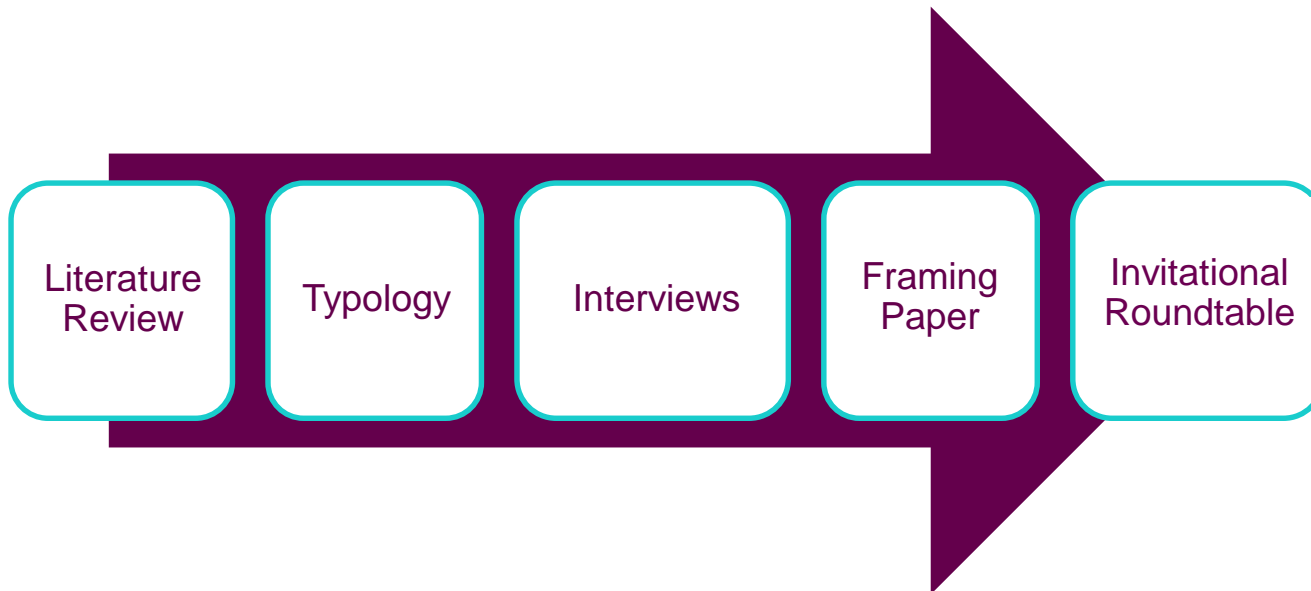 Literature
Review
Typology
Interviews
Framing
Paper
Invitational
Roundtable